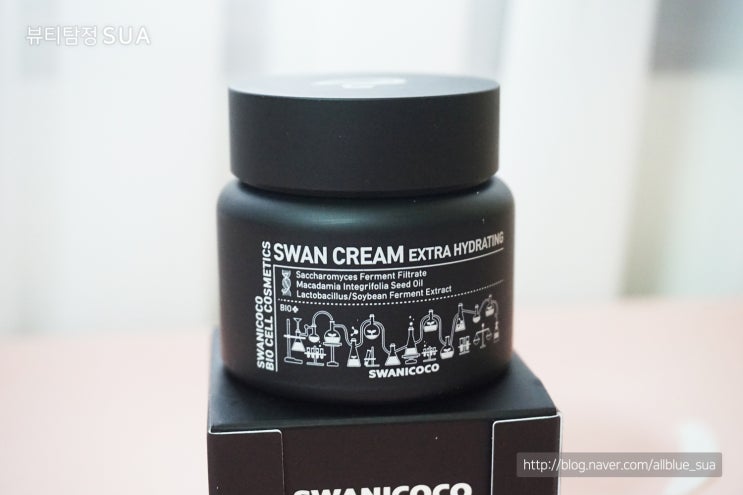 뷰티탐정 SUA
SWAN CREAM EXTRA HYDRATING
Saccharomyces Ferment Filtrate
Macadamia Integrifolia Seed Oil
Lactobacillus/Soybean Ferment Extract
SWANICOCO
BIO CELL COSMETICS
BIO
SWANICOCO
SWANICOCO
http://blog.naver.com/allblue_sua